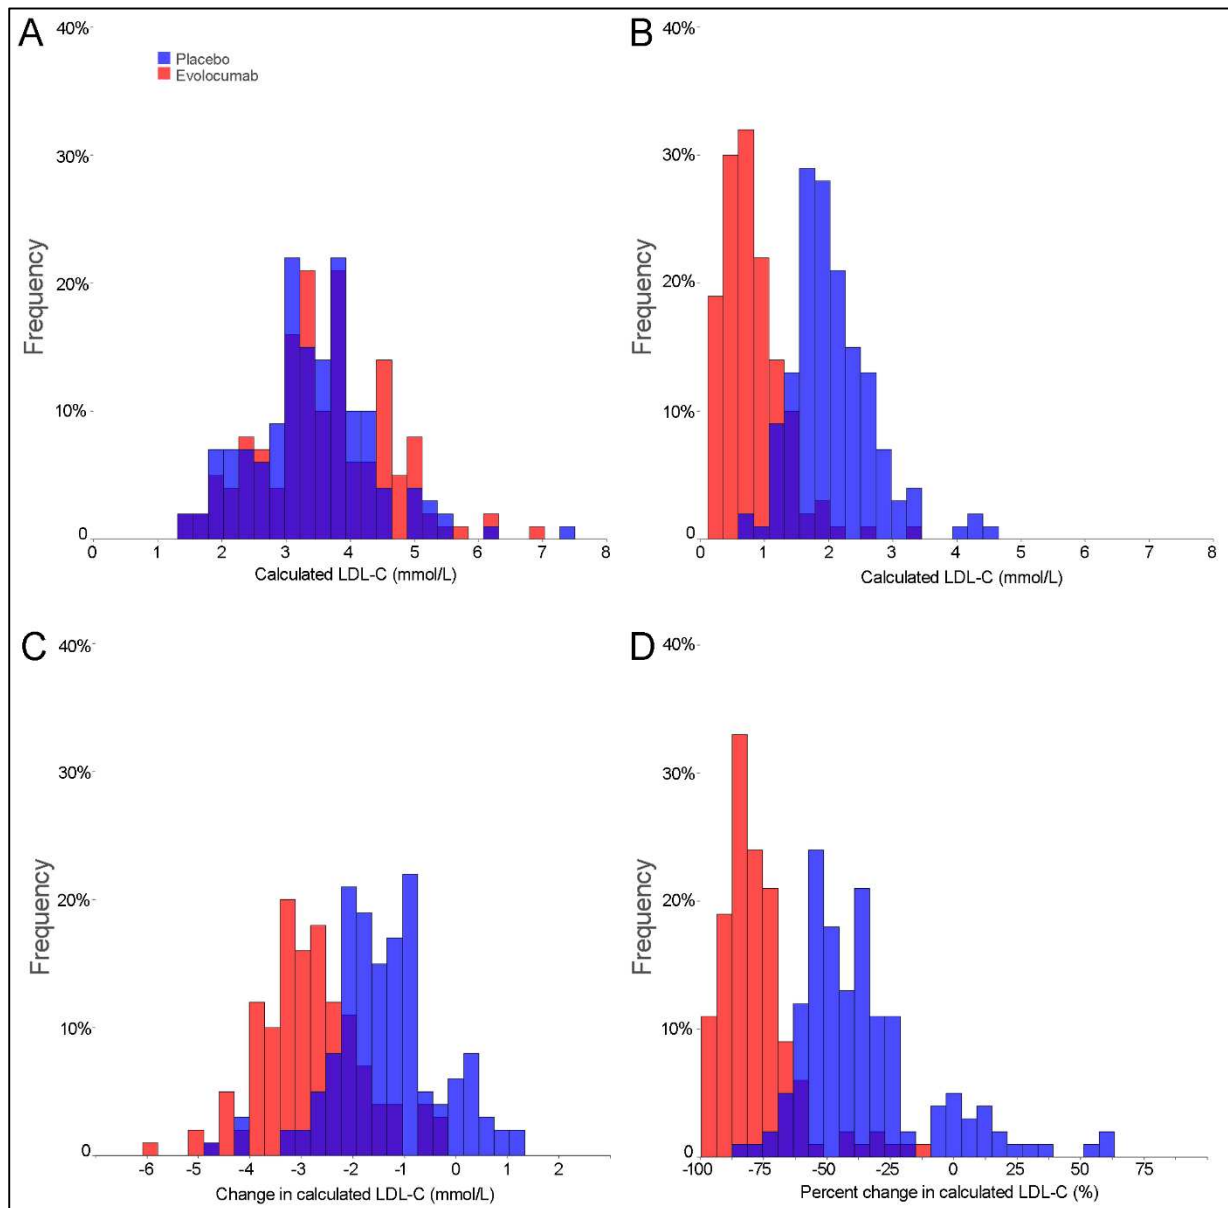 A
40%
Placebo
Evolocumab
30%
20%
10%
0
Frequency
0 1 2 3 4 5 6 7 8
Calculated LDL-C (mmol/L)
B
40%
30%
20%
10%
0
Frequency
0 1 2 3 4 5 6 7 8
Calculated LDL-C (mmol/L)
C
40%
30%
20%
10%
0
Frequency
-6 -5 -4 -3 -2 -1 0 1 2
Change in calculated LDL-C (mmol/L)
D
40%
30%
20%
10%
0
Frequency
-100 -75 -50 -25 0 25 50 75
Percent change in calculated LDL-C (%)